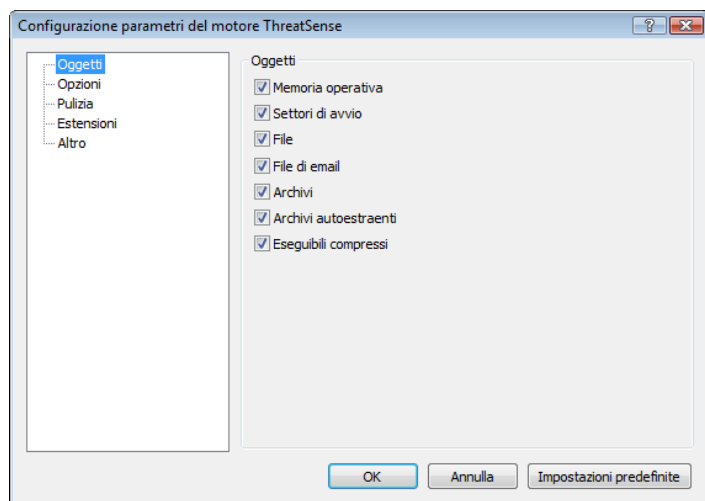 Configurazione parametri del motore ThreatSense
?
Oggetti
Opzioni
Pulizia
Estensioni
Altro
Oggetti
Memoria operativa
Settori di avvio
File
File di email
Archivi
Archivi autoestraenti
Eseguibili compressi
OK
Annulla
Impostazioni predefinite